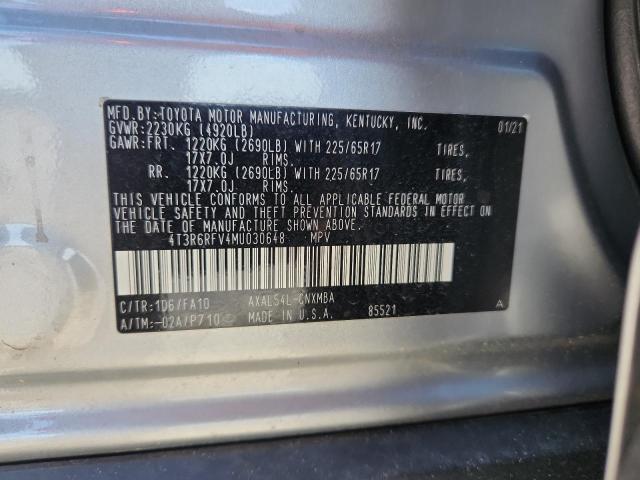 MFD.BY:TOYOTA MOTOR MANUFACTURING, KENTUCKY, INC. 01/21
GVWR:2230KG (4920LB)
GAWR:FRT. 1220KG (2690LB) WITH 225/65R17 TIRES,
17X7.0J RIMS.
RR. 1220KG (2690LB) WITH 225/65R17 TIRES,
17X7.0J RIMS.
THIS VEHICLE CONFORMS TO ALL APPLICABLE FEDERAL MOTOR
VEHICLE SAFETY AND THEFT PREVENTION STANDARDS IN EFFECT ON
THE DATE OF MANUFACTURE SHOWN ABOVE.
4T3R6RFV4MU030648 MPV
C/TR:1D6/FA10 AXAL54L-CNXMBA A
A/TM:-02A/P710 MADE IN U.S.A. 85521